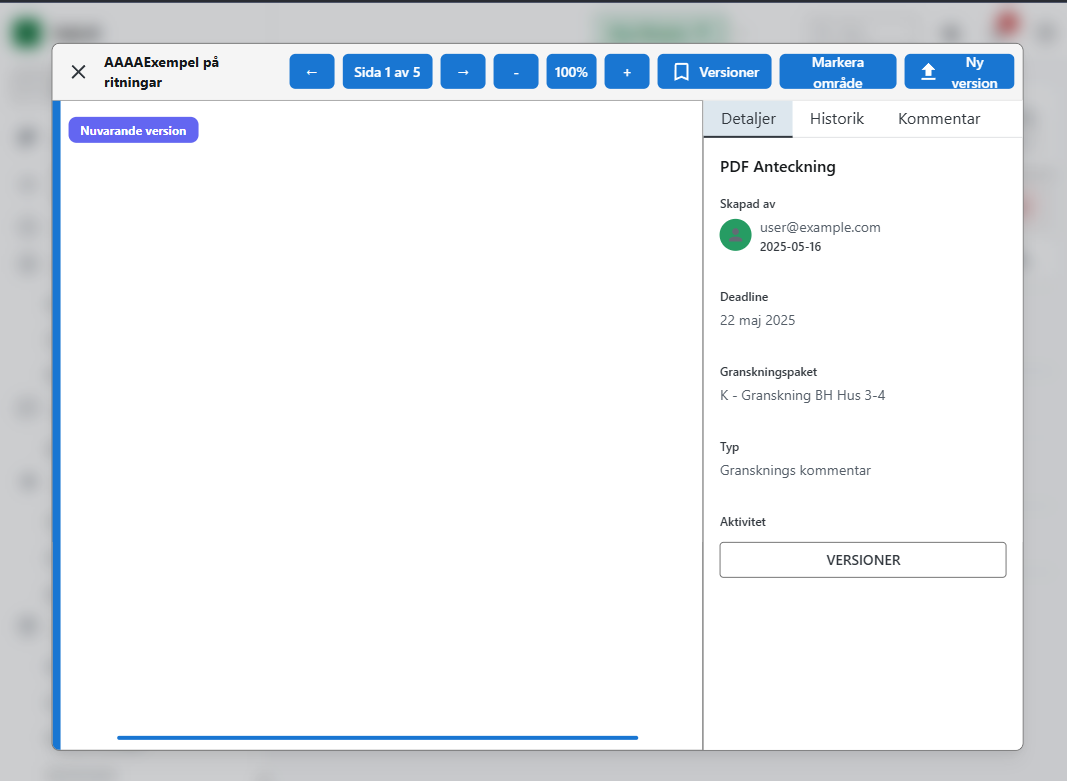 AAAAExempel på
ritningar
←
Sida 1 av 5
→
-
100%
+
Versioner
Markera
område
Ny
version
Nuvarande version
Detaljer
Historik
Kommentar
PDF Anteckning
Skapad av
user@example.com
2025-05-16
Deadline
22 maj 2025
Granskningspaket
K - Granskning BH Hus 3-4
Typ
Gransknings kommentar
Aktivitet
VERSIONER